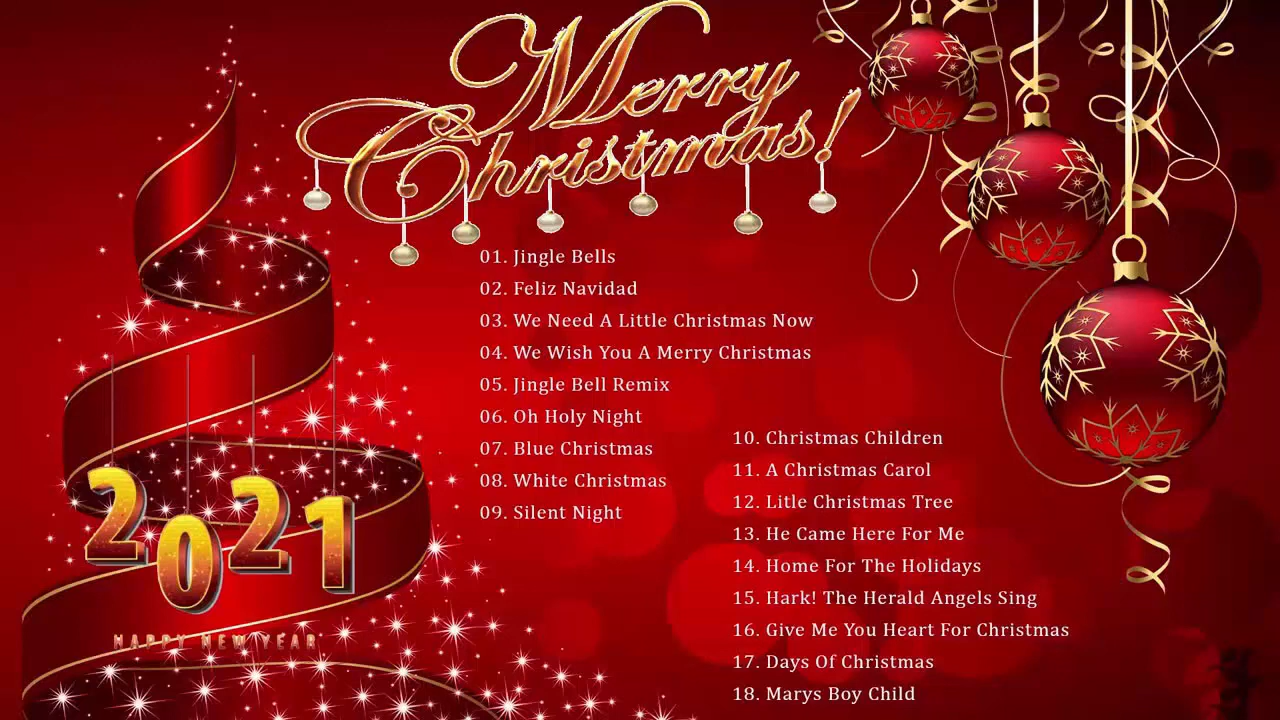 Merry
Christmas!
01. Jingle Bells
02. Feliz Navidad
03. We Need A Little Christmas Now
04. We Wish You A Merry Christmas
05. Jingle Bell Remix
06. Oh Holy Night
07. Blue Christmas
08. White Christmas
09. Silent Night
10. Christmas Children
11. A Christmas Carol
12. Litle Christmas Tree
13. He Came Here For Me
14. Home For The Holidays
15. Hark! The Herald Angels Sing
16. Give Me You Heart For Christmas
17. Days Of Christmas
18. Marys Boy Child
2021
HAPPY NEW YEAR